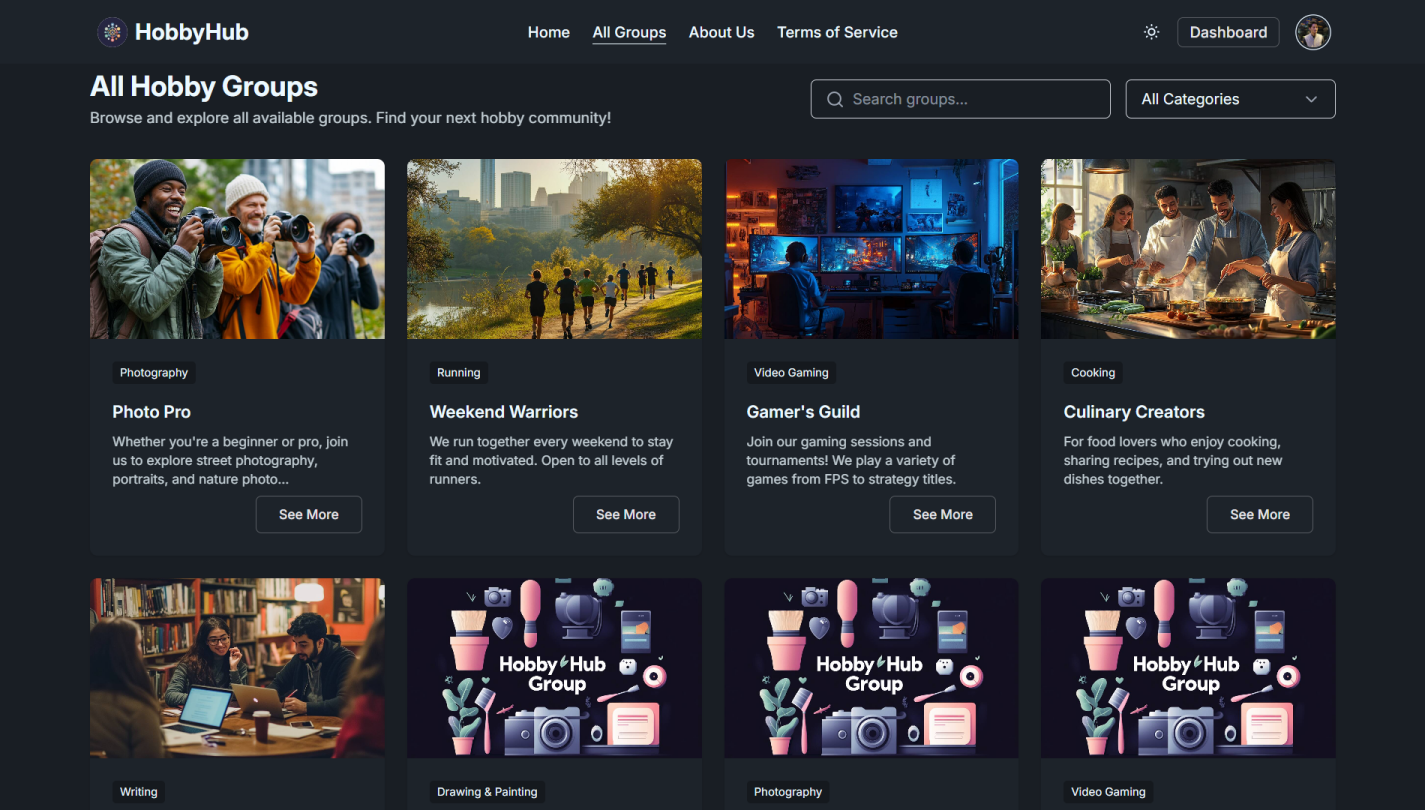 HobbyHub
Home
All Groups
About Us
Terms of Service
Dashboard
All Hobby Groups
Browse and explore all available groups. Find your next hobby community!
Search groups...
All Categories
Photography
Photo Pro
Whether you're a beginner or pro, join
us to explore street photography,
portraits, and nature photo...
See More
Running
Weekend Warriors
We run together every weekend to stay
fit and motivated. Open to all levels of
runners.
See More
Video Gaming
Gamer's Guild
Join our gaming sessions and
tournaments! We play a variety of
games from FPS to strategy titles.
See More
Cooking
Culinary Creators
For food lovers who enjoy cooking,
sharing recipes, and trying out new
dishes together.
See More
Writing
Hobby Hub
Group
Drawing & Painting
Hobby Hub
Group
Photography
Hobby Hub
Group
Video Gaming